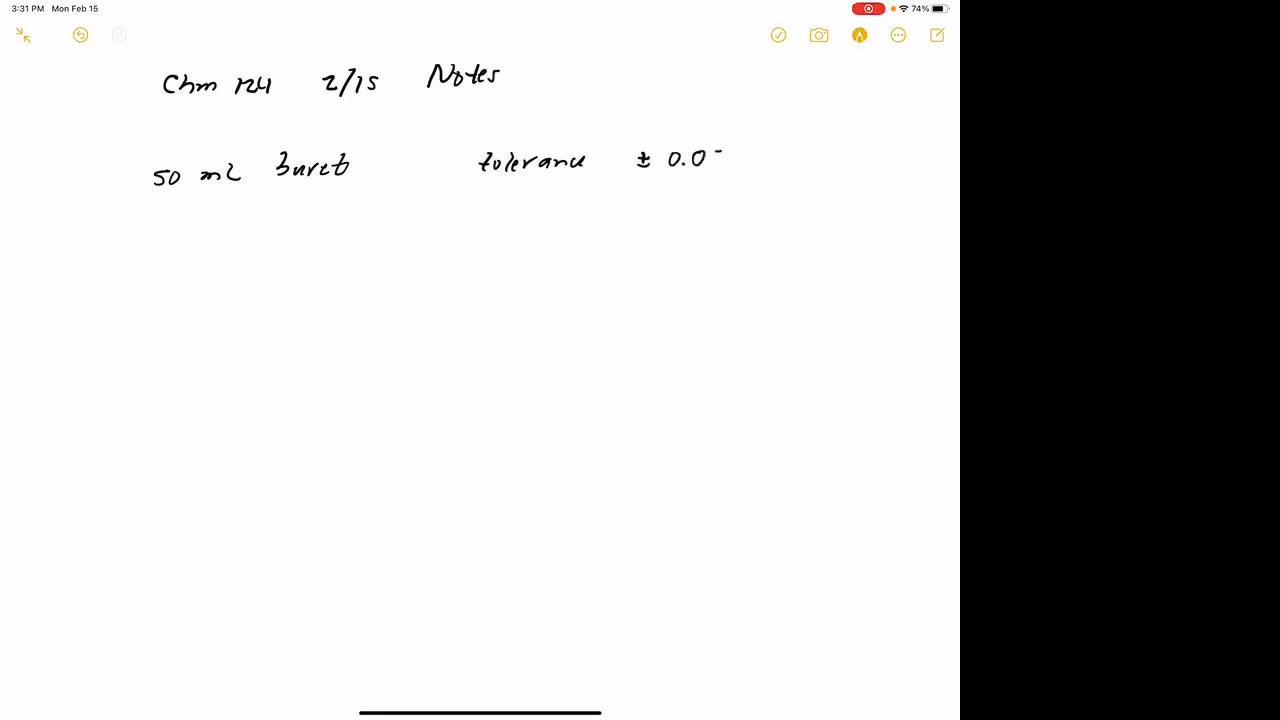 3:31 PM Mon Feb 15 74%
Chm 124 2/15 Notes
50 mL buret tolerance ± 0.0